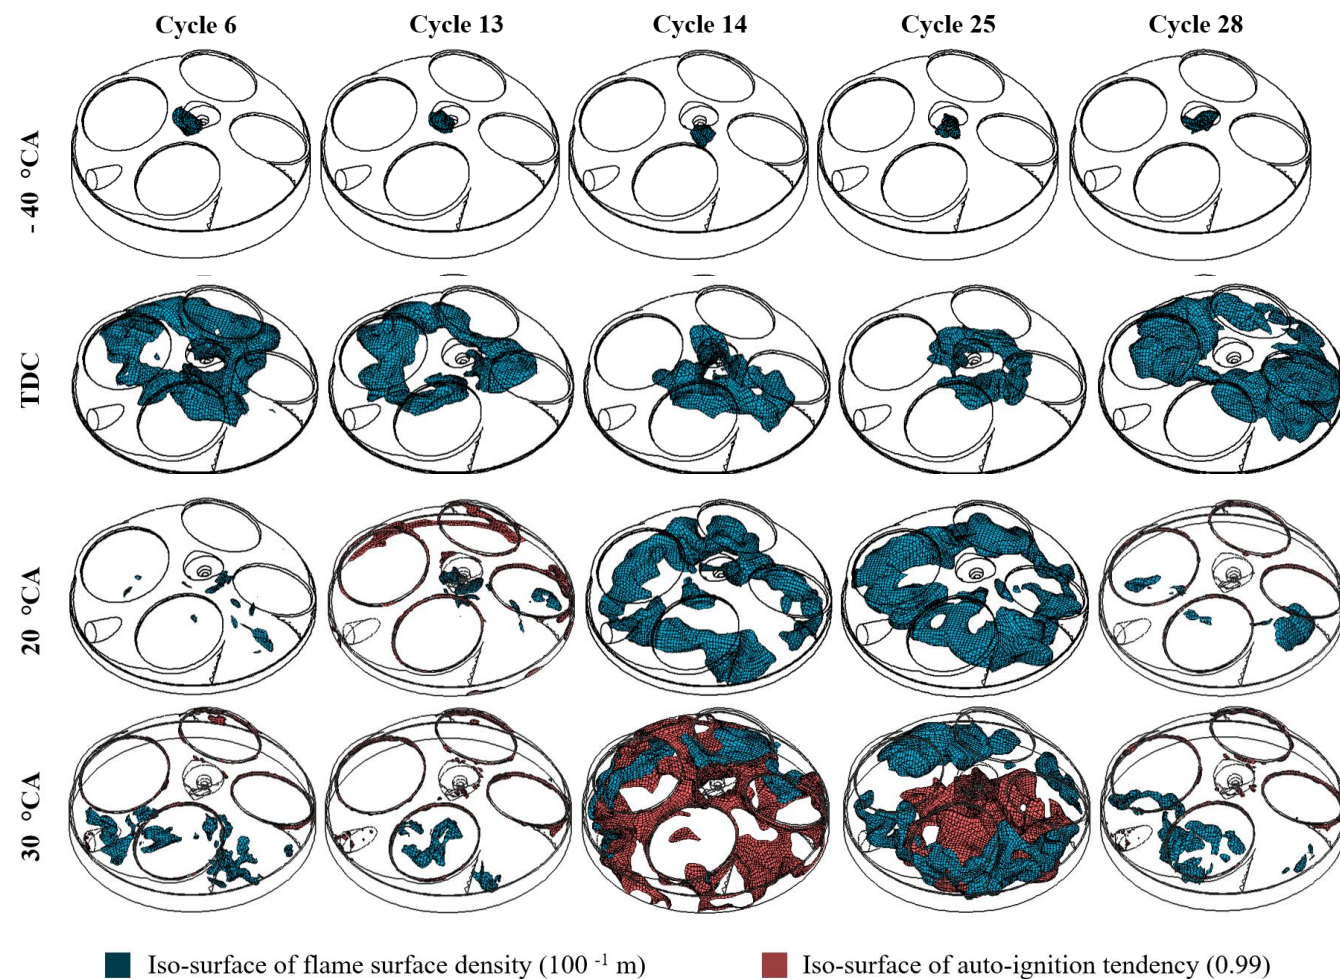 Cycle 6 Cycle 13 Cycle 14 Cycle 25 Cycle 28
- 40 °CA
TDC
20 °CA
30 °CA
Iso-surface of flame surface density (100 ⁻¹ m) Iso-surface of auto-ignition tendency (0.99)